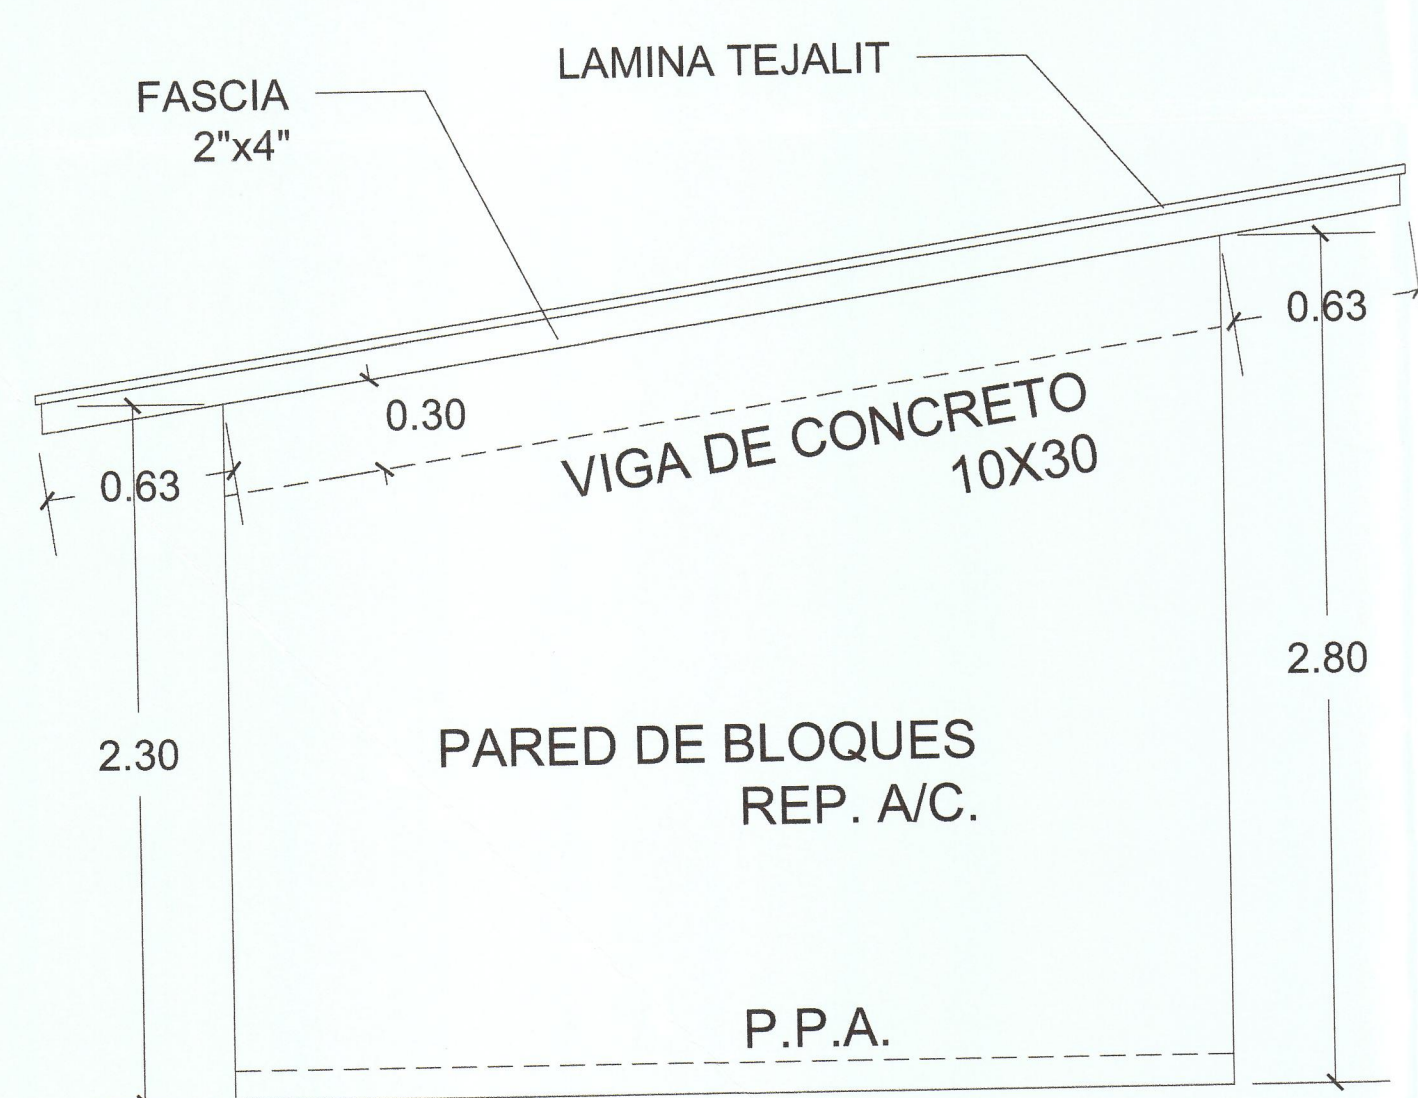 LAMINA TEJALIT
FASCIA
2"x4"
0.63
0.30
VIGA DE CONCRETO
10X30
0.63
2.80
PARED DE BLOQUES
REP. A/C.
2.30
P.P.A.